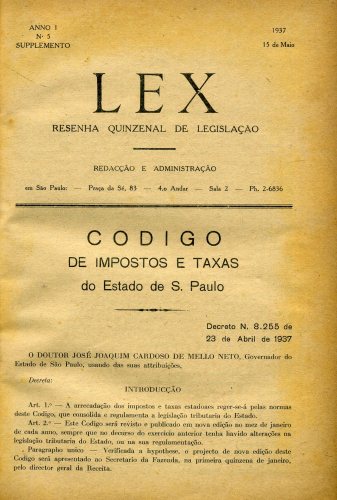 ANNO I
N.º 5
SUPPLEMENTO
1937
15 de Maio
LEX
RESENHA QUINZENAL DE LEGISLAÇÃO
REDACÇÃO E ADMINISTRAÇÃO
em São Paulo: — Praça da Sé, 83 — 4.o Andar — Sala 2 — Ph. 2-6836
CODIGO
DE IMPOSTOS E TAXAS
do Estado de S. Paulo
Decreto N. 8.255 de
23 de Abril de 1937
O DOUTOR JOSÉ JOAQUIM CARDOSO DE MELLO NETO, Governador do
Estado de São Paulo, usando das suas attribuições,
Decreta:
INTRODUCÇÃO
Art. 1.º — A arrecadação dos impostos e taxas estadoaes reger-se-á pelas normas
deste Codigo, que consolida e regulamenta a legislação tributaria do Estado.
Art. 2.º — Este Codigo será revisto e publicado em nova edição no mez de janeiro
de cada anno, sempre que no decurso do exercicio anterior tenha havido alterações na
legislação tributaria do Estado, ou na sua regulamentação.
Paragrapho unico — Verificada a hypothese, o projecto de nova edição deste
Codigo será apresentado ao Secretario da Fazenda, na primeira quinzena de janeiro,
pelo director geral da Receita.